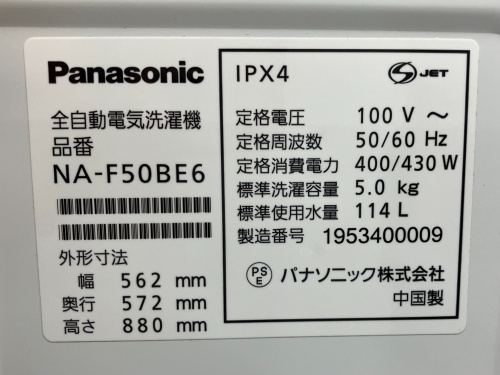 Panasonic
全自動電気洗濯機
品番
NA-F50BE6
外形寸法
幅 562 mm
奥行 572 mm
高さ 880 mm
IPX4
S JET
定格電圧 100 V ～
定格周波数 50/60 Hz
定格消費電力 400/430 W
標準洗濯容量 5.0 kg
標準使用水量 114 L
製造番号 1953400009
PS E パナソニック株式会社
中国製